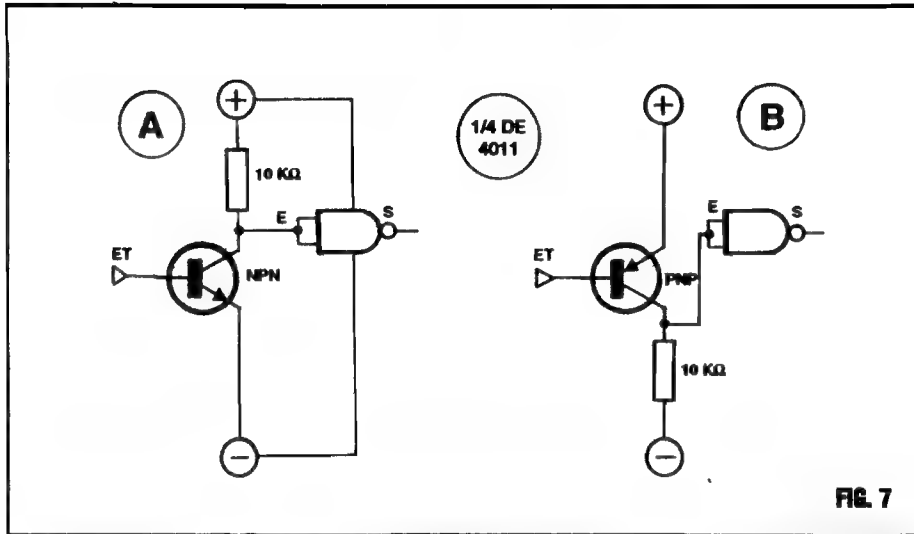 A
+
10 KΩ
E
S
ET
NPN
−
1/4 DE
4011
+
B
E
S
ET
PNP
10 KΩ
−
FIG. 7